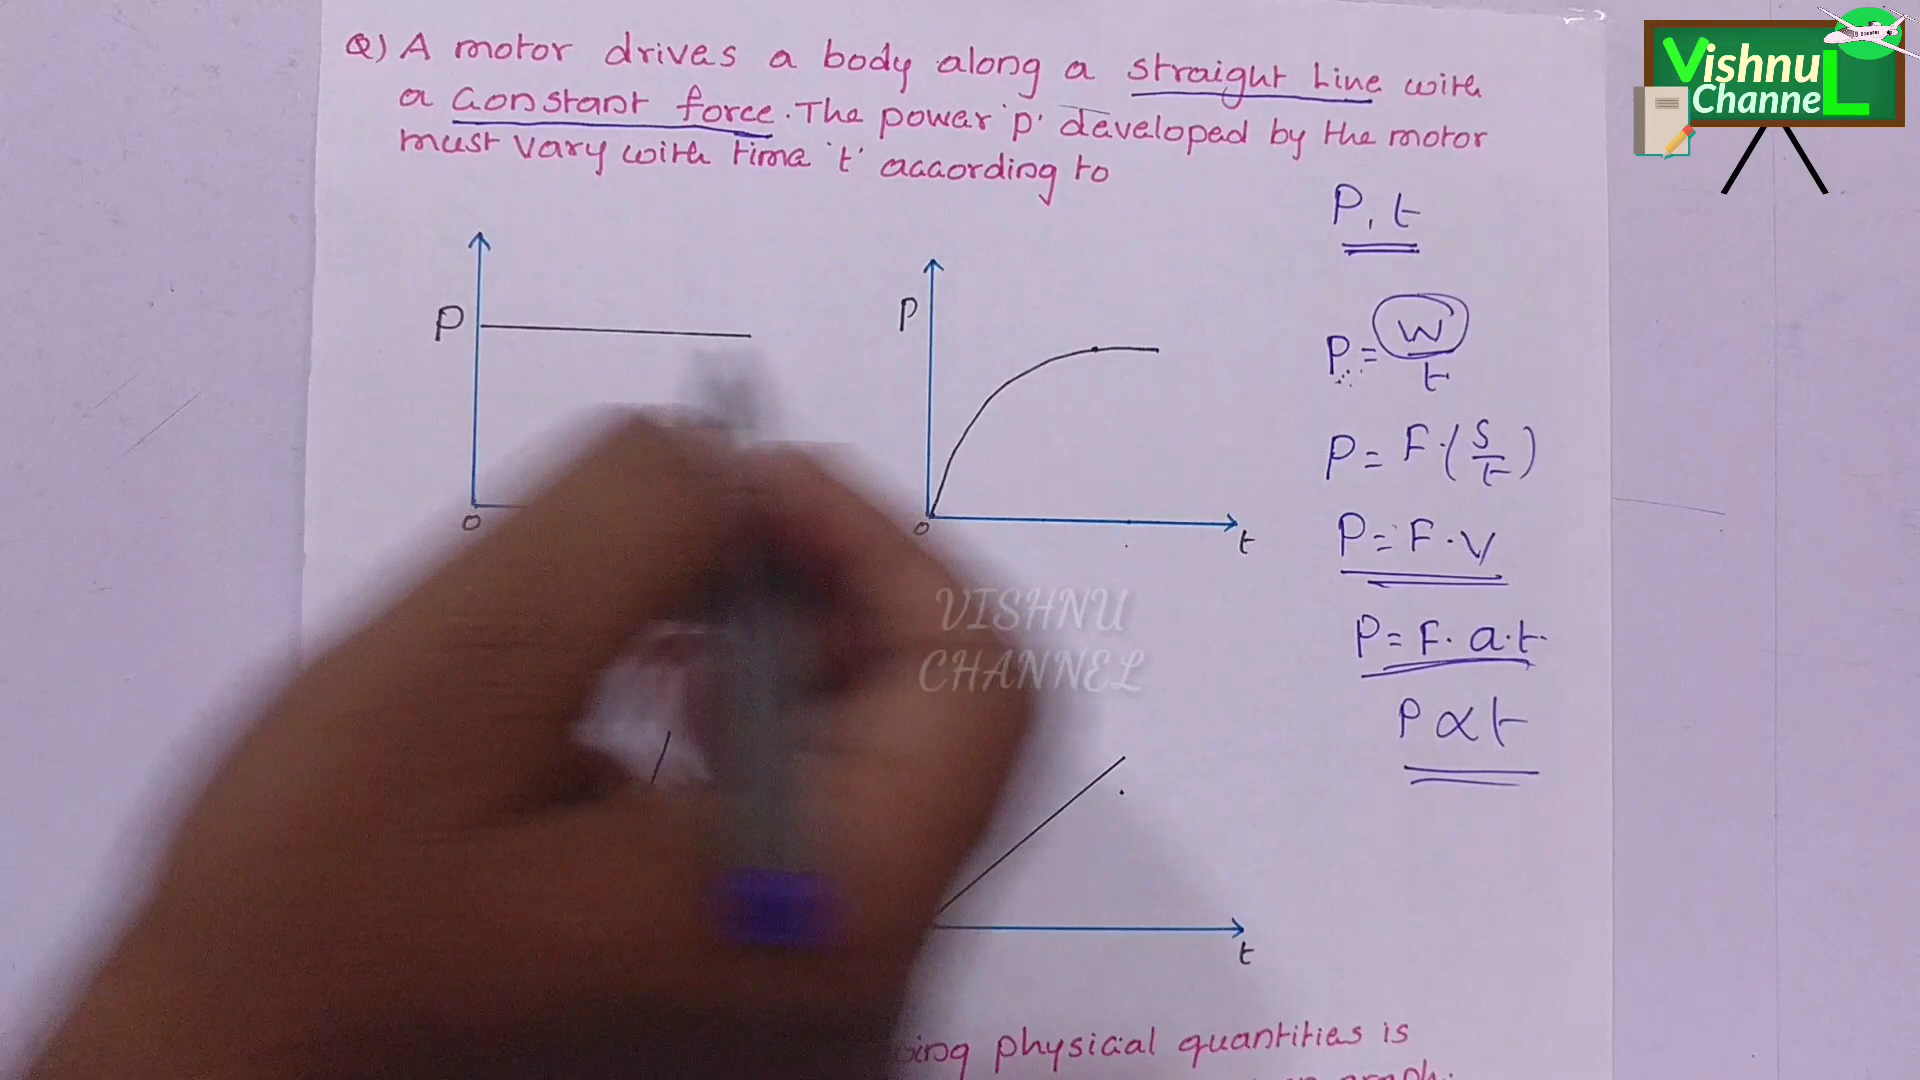 Q) A motor drives a body along a straight Line with
a constant force. The power 'p' developed by the motor
must vary with time 't' according to
Vishnu
ChanneL
P, t
P
P
P = W/t
P = F·(s/t)
P = F·v
0
0
t
VISHNU
CHANNEL
P = F·a·t·
P ∝ t
t
physical quantities is
graph.